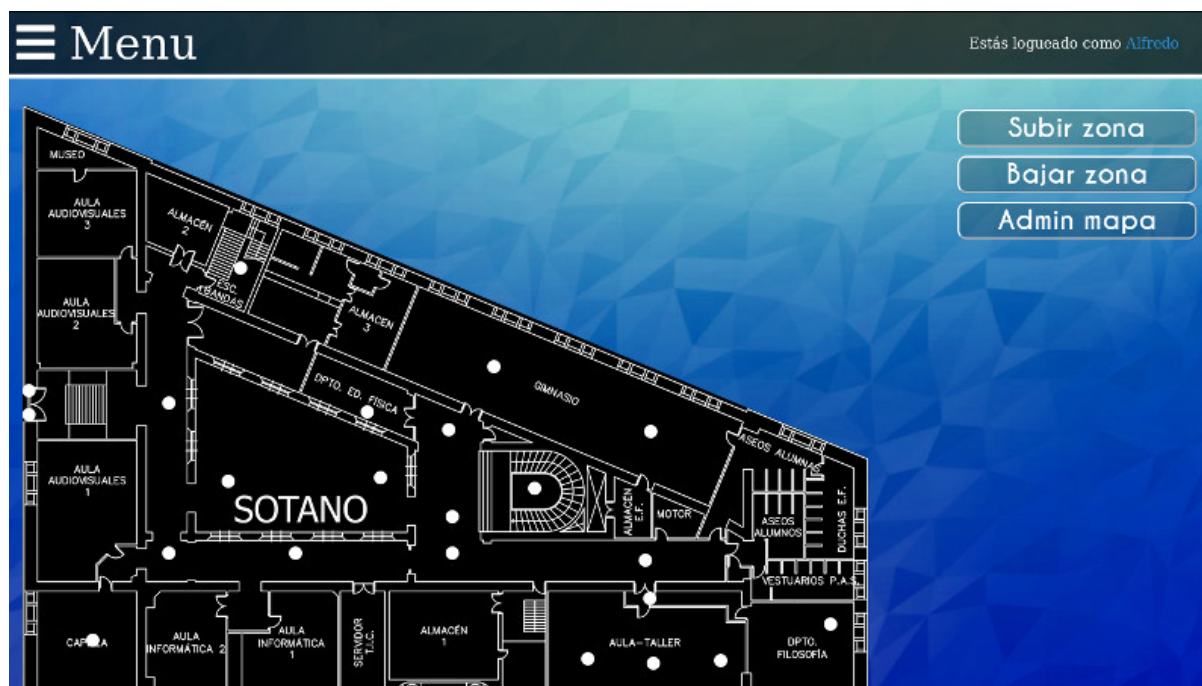 Menu
Estás logueado como Alfredo
Subir zona
Bajar zona
Admin mapa
MUSEO
AULA
AUDIOVISUALES
3
ALMACÉN
2
ESC.
BANDAS
AULA
AUDIOVISUALES
2
ALMACEN
3
DPTO. ED. FÍSICA
GIMNASIO
ASEOS ALUMNAS
AULA
AUDIOVISUALES
1
SOTANO
ALMACÉN
E.F.
MOTOR
ASEOS
ALUMNOS
DUCHAS E.F.
VESTUARIOS P.A.S.
AULA
INFORMÁTICA 2
AULA
INFORMÁTICA
1
SERVIDOR
T.I.C.
ALMACÉN
1
AULA-TALLER
DPTO.
FILOSOFÍA